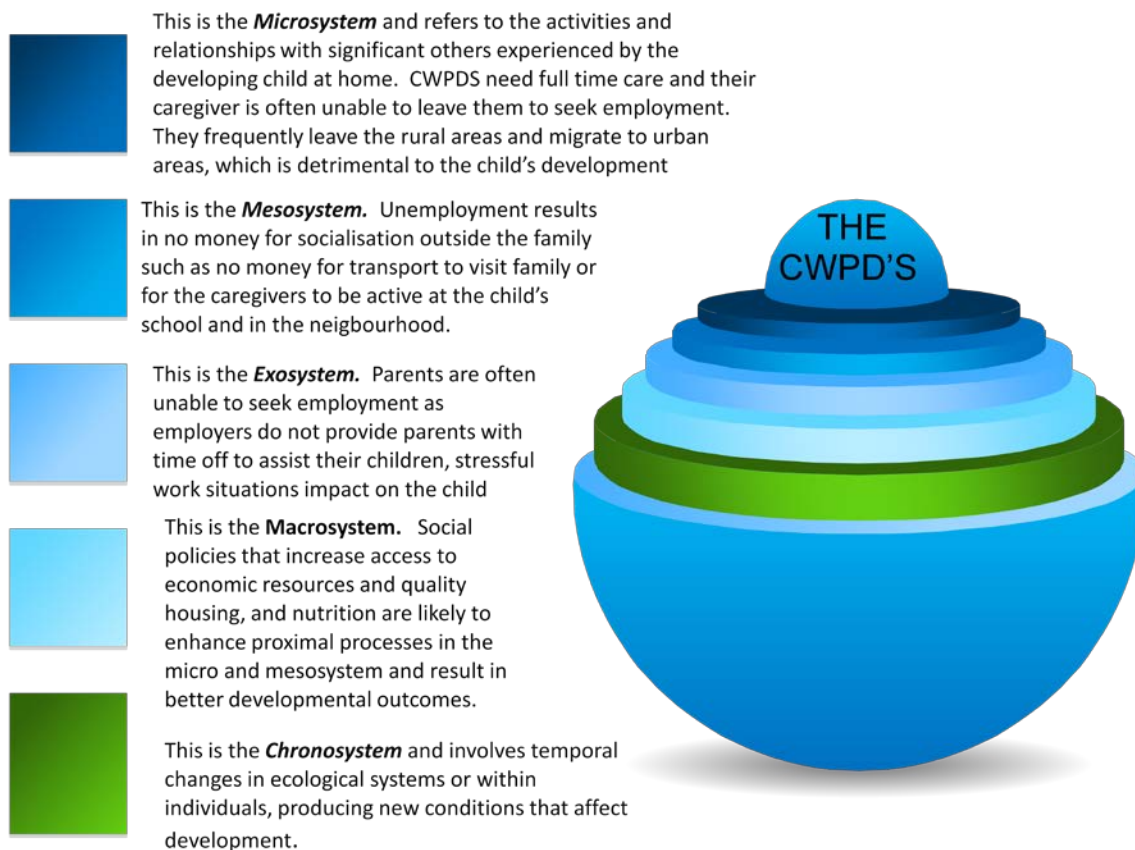 This is the Microsystem and refers to the activities and
relationships with significant others experienced by the
developing child at home. CWPDS need full time care and their
caregiver is often unable to leave them to seek employment.
They frequently leave the rural areas and migrate to urban
areas, which is detrimental to the child’s development
This is the Mesosystem. Unemployment results
in no money for socialisation outside the family
such as no money for transport to visit family or
for the caregivers to be active at the child’s
school and in the neigbourhood.
This is the Exosystem. Parents are often
unable to seek employment as
employers do not provide parents with
time off to assist their children, stressful
work situations impact on the child
This is the Macrosystem. Social
policies that increase access to
economic resources and quality
housing, and nutrition are likely to
enhance proximal processes in the
micro and mesosystem and result in
better developmental outcomes.
This is the Chronosystem and involves temporal
changes in ecological systems or within
individuals, producing new conditions that affect
development.
THE
CWPD’S